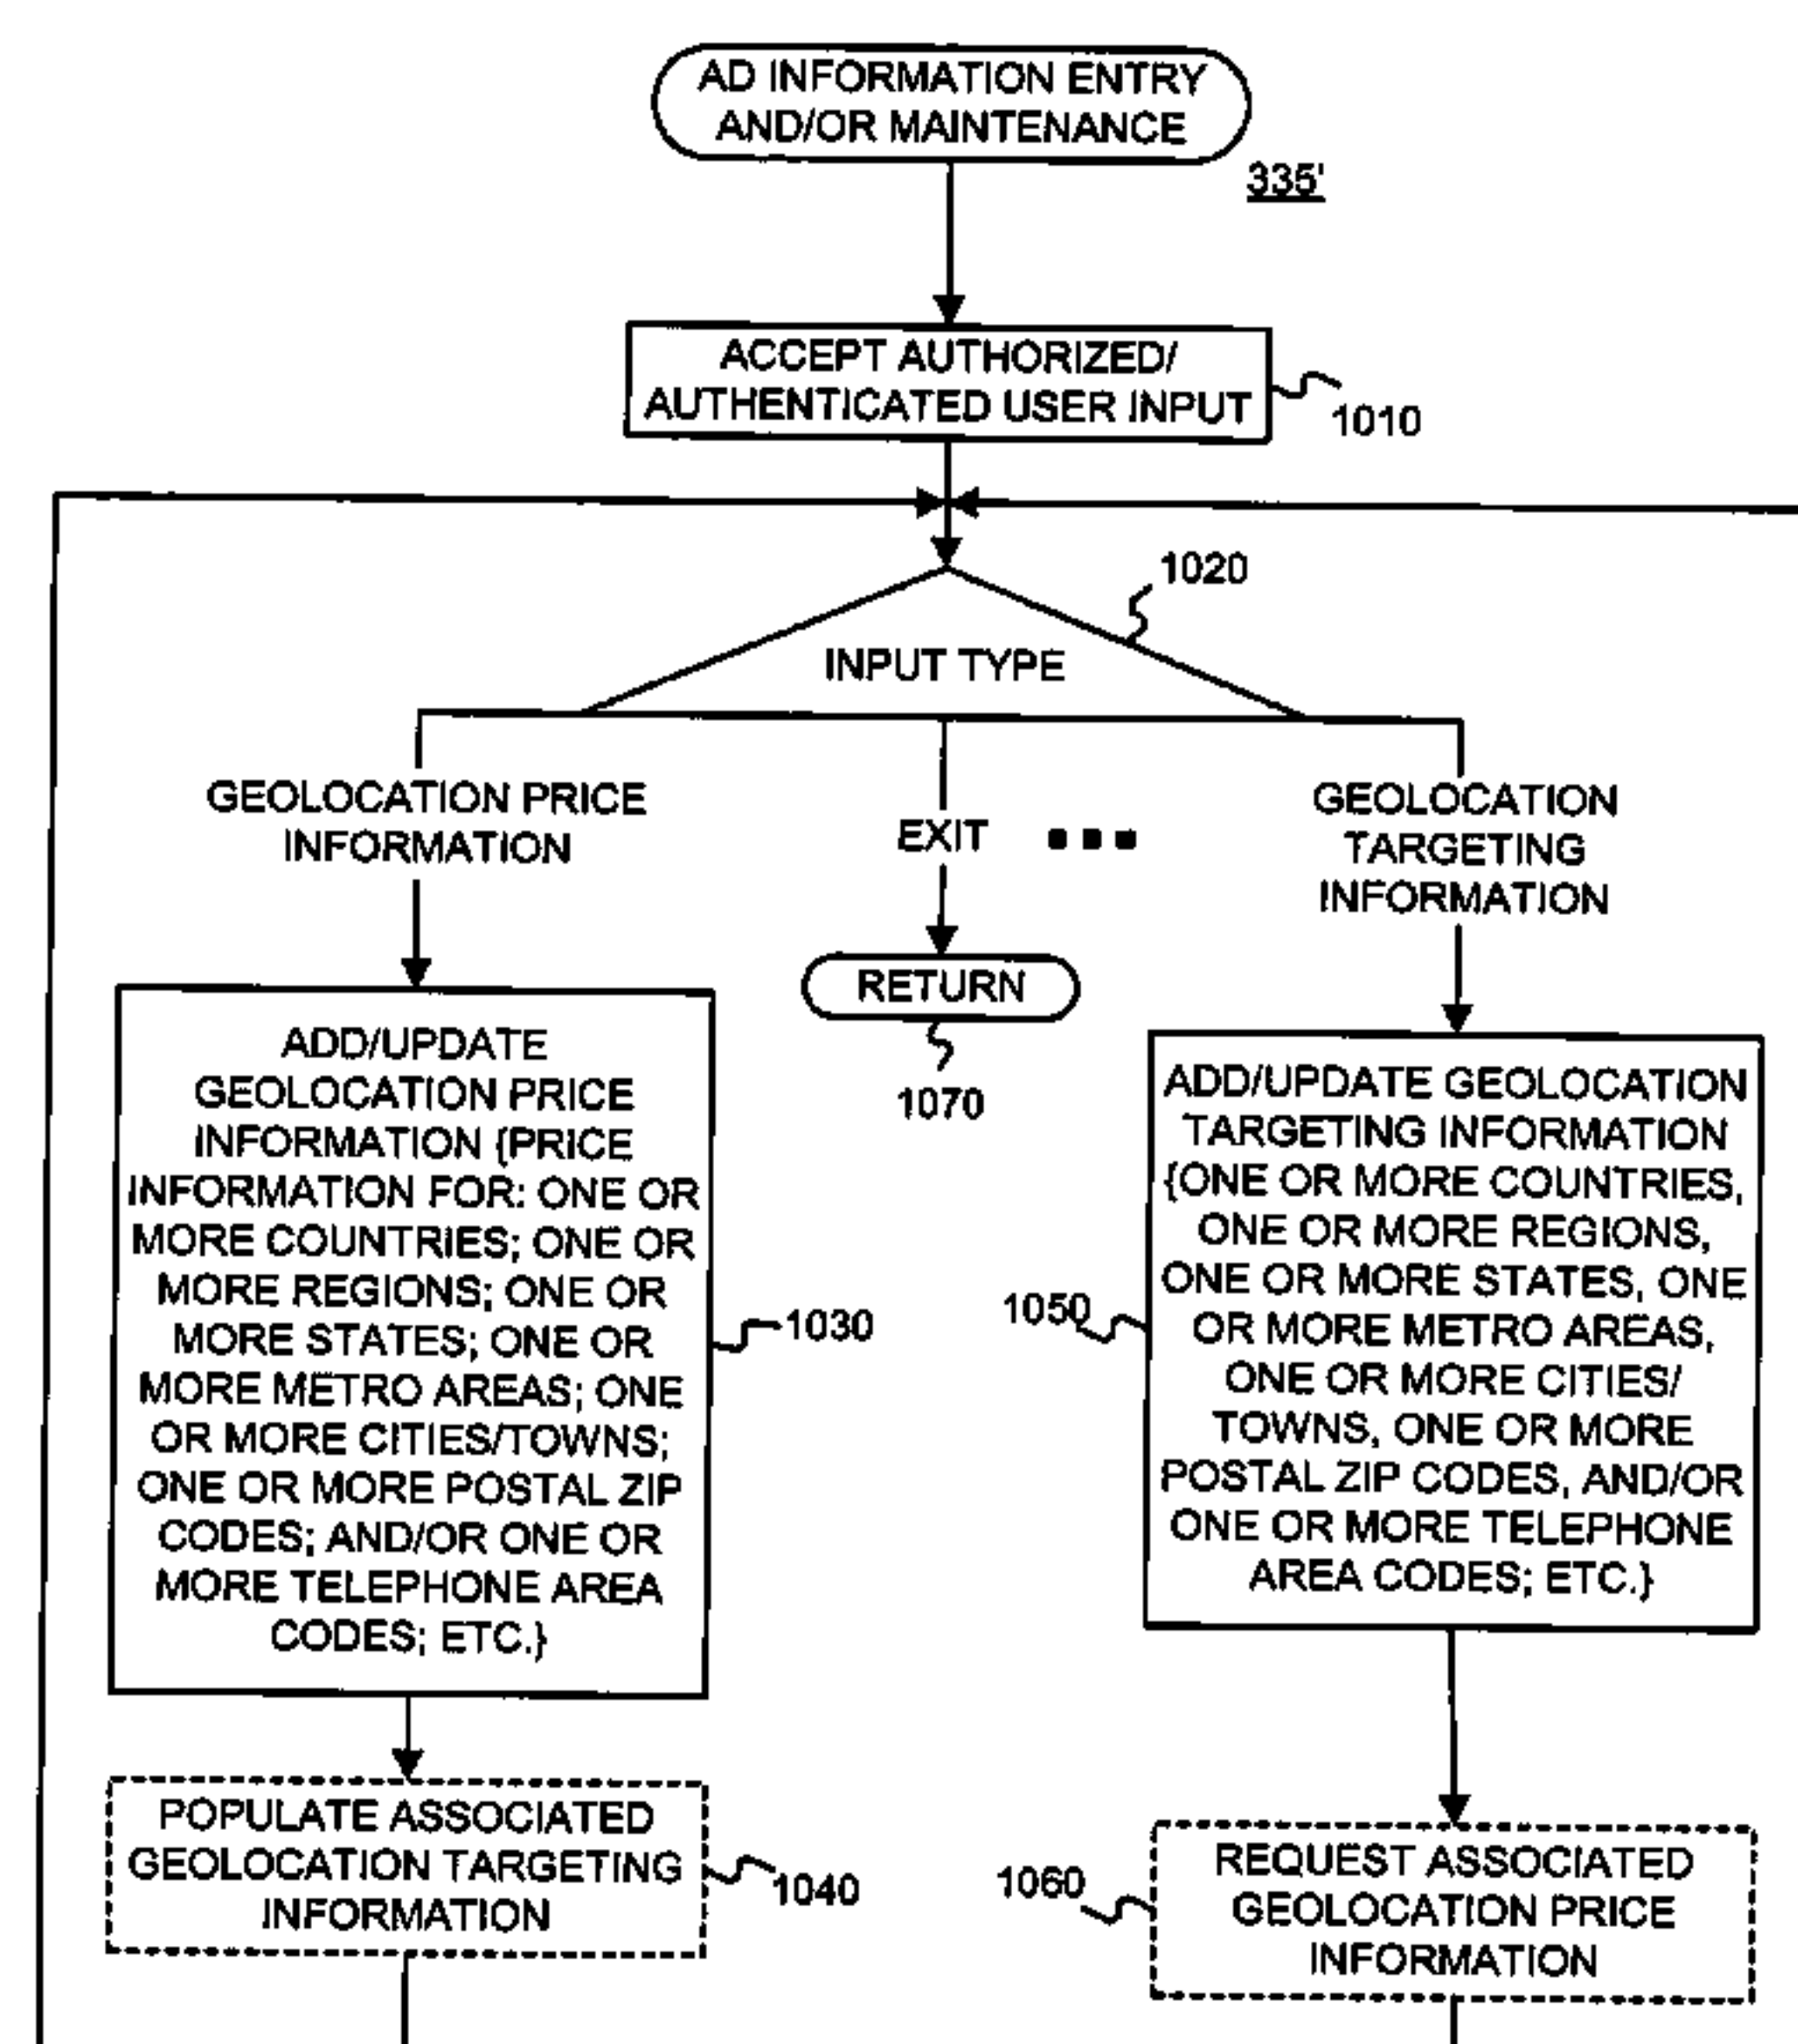 AD INFORMATION ENTRY
AND/OR MAINTENANCE
335'
ACCEPT AUTHORIZED/
AUTHENTICATED USER INPUT
1010
1020
INPUT TYPE
GEOLOCATION PRICE
INFORMATION
EXIT
GEOLOCATION
TARGETING
INFORMATION
RETURN
1070
ADD/UPDATE
GEOLOCATION PRICE
INFORMATION {PRICE
INFORMATION FOR: ONE OR
MORE COUNTRIES; ONE OR
MORE REGIONS; ONE OR
MORE STATES; ONE OR
MORE METRO AREAS; ONE
OR MORE CITIES/TOWNS;
ONE OR MORE POSTAL ZIP
CODES; AND/OR ONE OR
MORE TELEPHONE AREA
CODES; ETC.}
1030
ADD/UPDATE GEOLOCATION
TARGETING INFORMATION
{ONE OR MORE COUNTRIES,
ONE OR MORE REGIONS,
ONE OR MORE STATES, ONE
OR MORE METRO AREAS,
ONE OR MORE CITIES/
TOWNS, ONE OR MORE
POSTAL ZIP CODES, AND/OR
ONE OR MORE TELEPHONE
AREA CODES; ETC.}
1050
POPULATE ASSOCIATED
GEOLOCATION TARGETING
INFORMATION
1040
1060
REQUEST ASSOCIATED
GEOLOCATION PRICE
INFORMATION